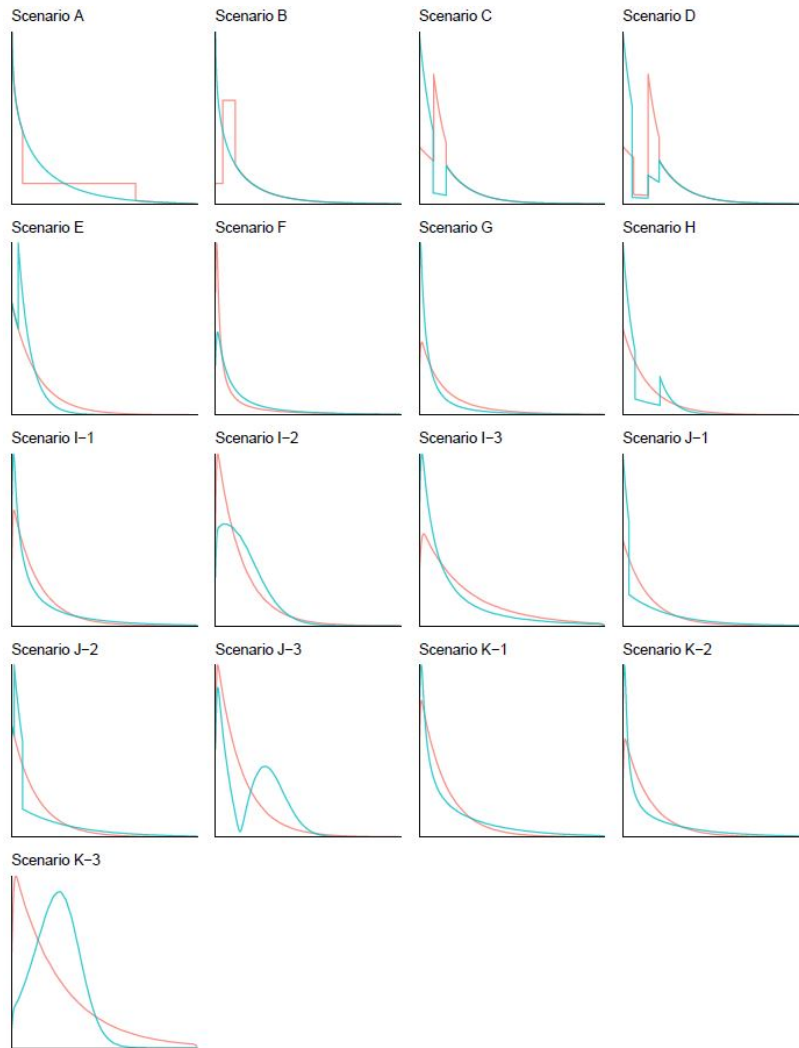 Scenario A
Scenario B
Scenario C
Scenario D
Scenario E
Scenario F
Scenario G
Scenario H
Scenario I−1
Scenario I−2
Scenario I−3
Scenario J−1
Scenario J−2
Scenario J−3
Scenario K−1
Scenario K−2
Scenario K−3